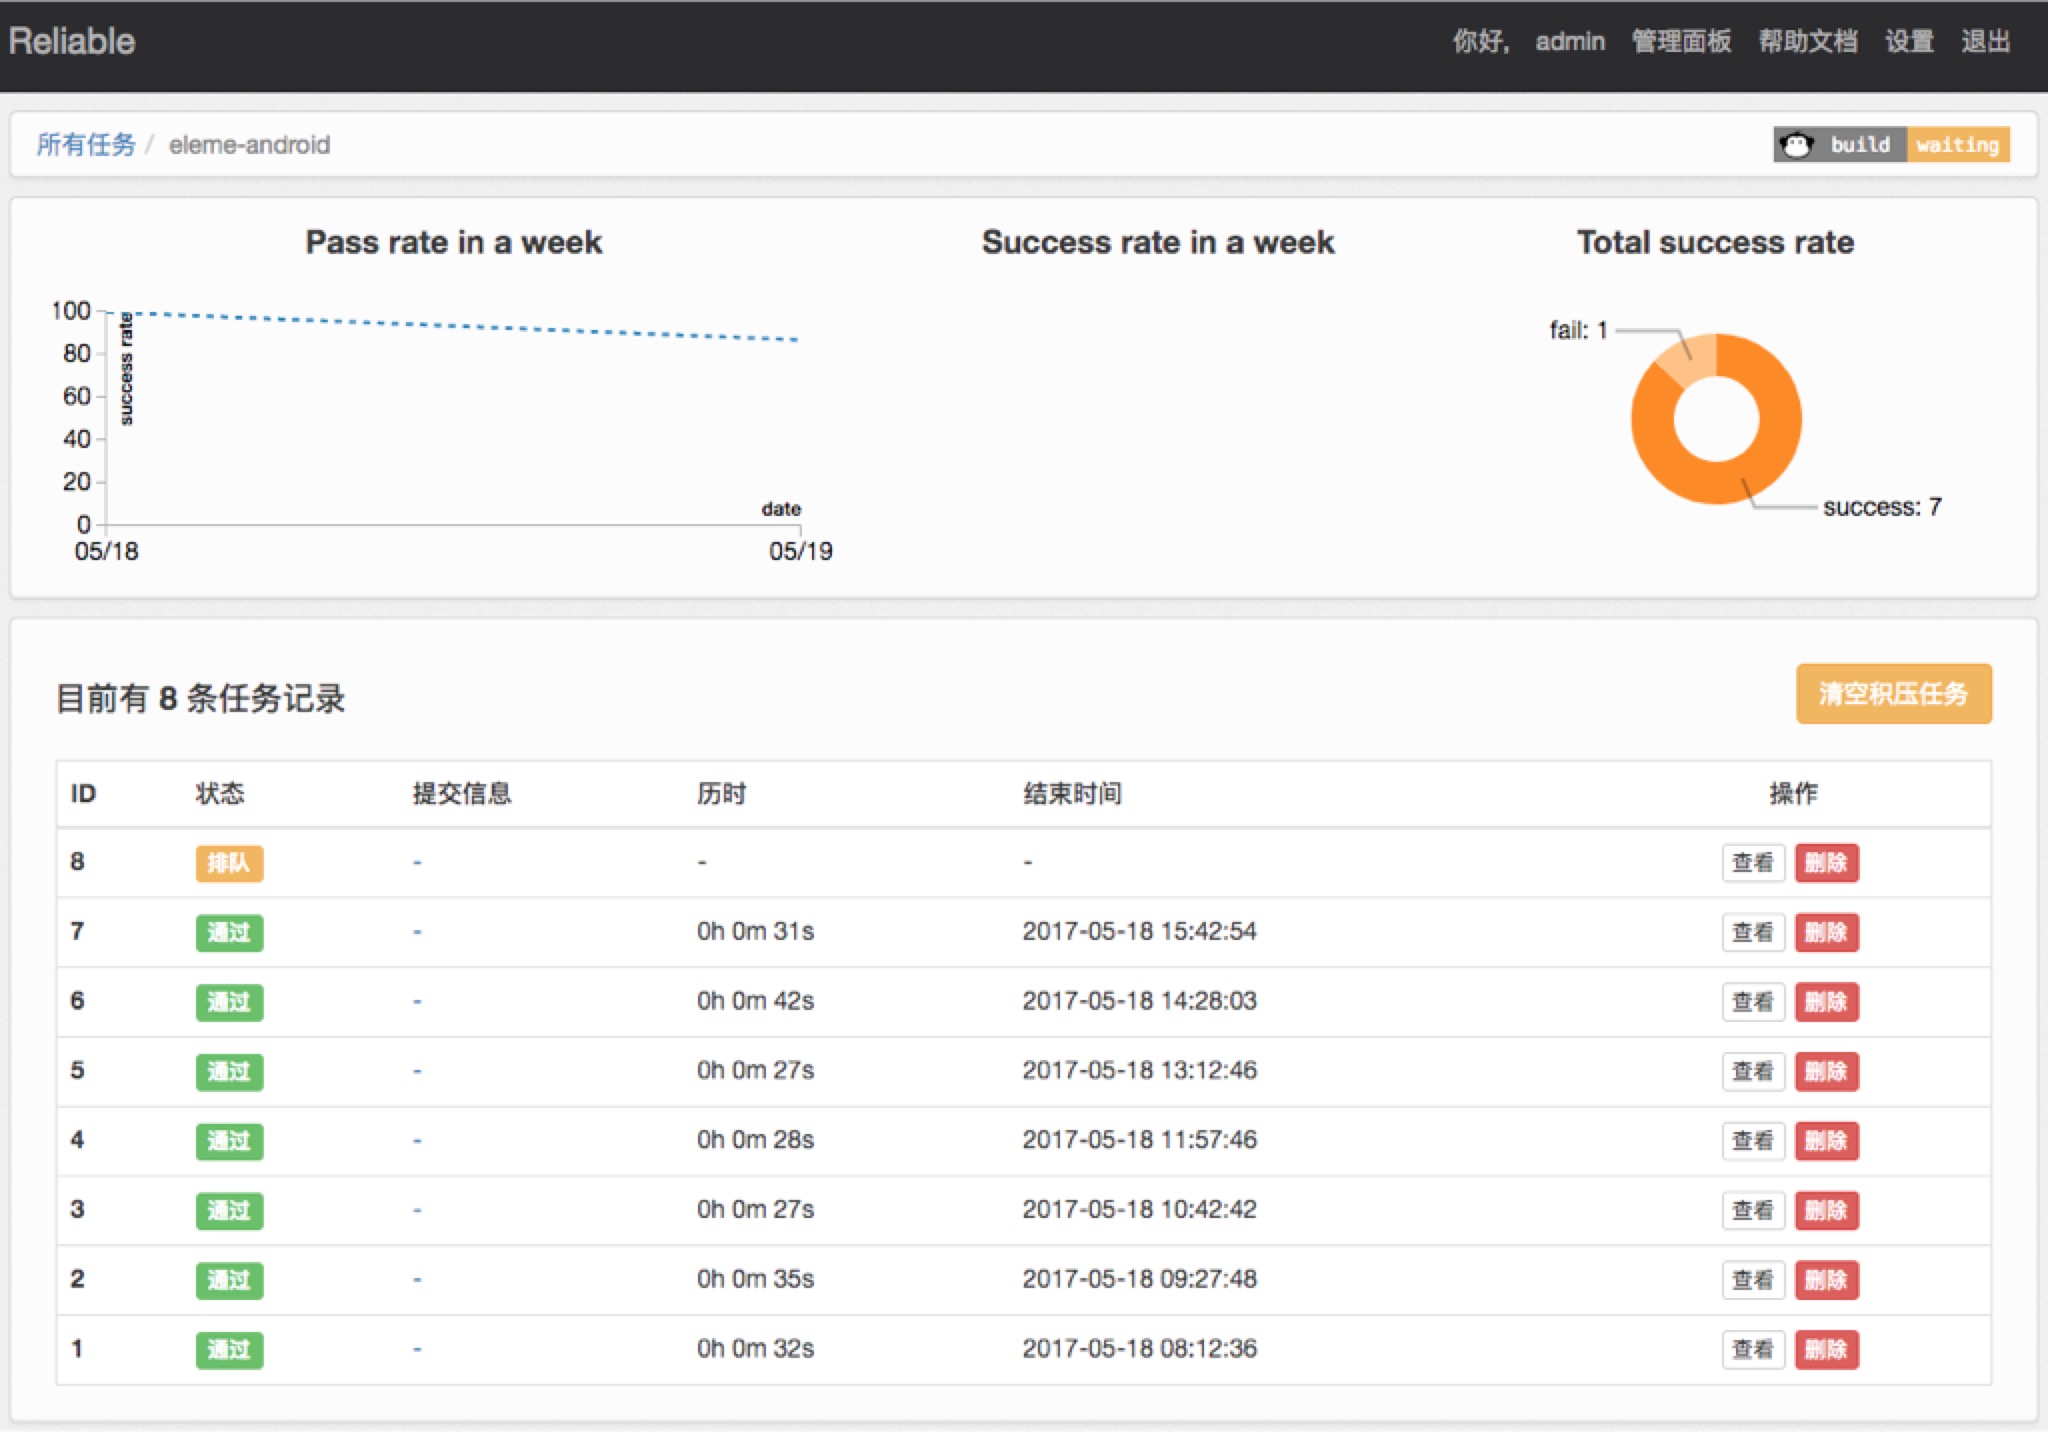 Reliable
你好, admin 管理面板 帮助文档 设置 退出
所有任务 / eleme-android
build waiting
Pass rate in a week
100
80
60
40
20
0
success rate
date
05/18 05/19
Success rate in a week
Total success rate
fail: 1
success: 7
目前有 8 条任务记录
清空积压任务
ID 状态 提交信息 历时 结束时间 操作
8 排队 - - - 查看 删除
7 通过 - 0h 0m 31s 2017-05-18 15:42:54 查看 删除
6 通过 - 0h 0m 42s 2017-05-18 14:28:03 查看 删除
5 通过 - 0h 0m 27s 2017-05-18 13:12:46 查看 删除
4 通过 - 0h 0m 28s 2017-05-18 11:57:46 查看 删除
3 通过 - 0h 0m 27s 2017-05-18 10:42:42 查看 删除
2 通过 - 0h 0m 35s 2017-05-18 09:27:48 查看 删除
1 通过 - 0h 0m 32s 2017-05-18 08:12:36 查看 删除